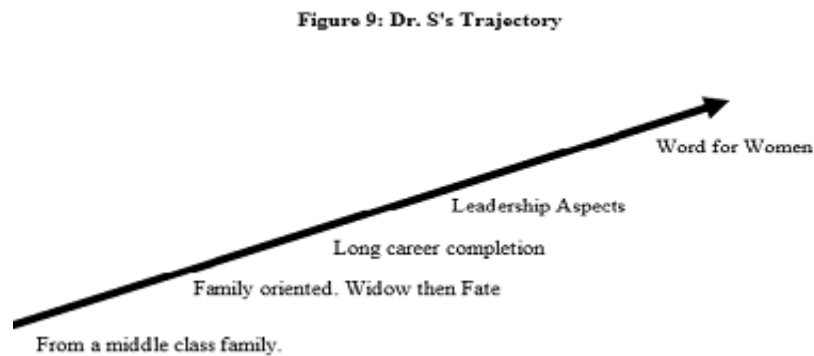 Figure 9: Dr. S's Trajectory
Word for Women
Leadership Aspects
Long career completion
Family oriented. Widow then Fate
From a middle class family.